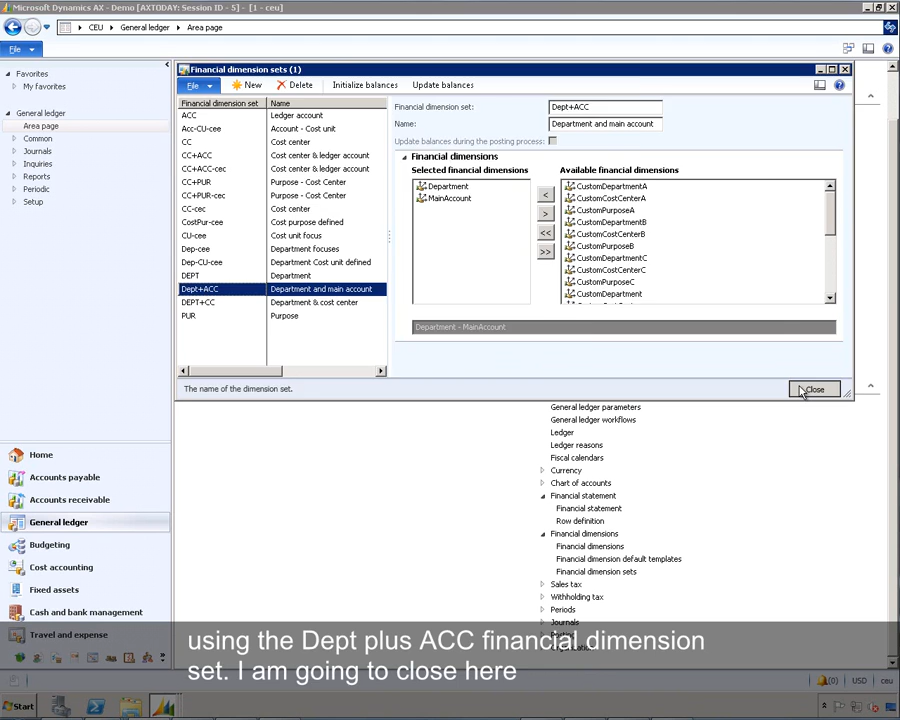 Microsoft Dynamics AX - Demo [AXTODAY: Session ID - 5] - [1 - ceu]
CEU
General ledger
Area page
File
Favorites
My favorites
General ledger
Area page
Common
Journals
Inquiries
Reports
Periodic
Setup
Home
Accounts payable
Accounts receivable
General ledger
Budgeting
Cost accounting
Fixed assets
Cash and bank management
Travel and expense
Financial dimension sets (1)
File
New
Delete
Initialize balances
Update balances
Financial dimension set
Name
ACC
Ledger account
Acc-CU-cee
Account - Cost unit
CC
Cost center
CC+ACC
Cost center & ledger account
CC+ACC-cec
Cost center & ledger account
CC+PUR
Purpose - Cost Center
CC+PUR-cec
Purpose - Cost Center
CC-cec
Cost center
CostPur-cee
Cost purpose defined
CU-cee
Cost unit focus
Dep-cee
Department focuses
Dep-CU-cee
Department Cost unit defined
DEPT
Department
Dept+ACC
Department and main account
DEPT+CC
Department & cost center
PUR
Purpose
Financial dimension set:
Dept+ACC
Name:
Department and main account
Update balances during the posting process:
Financial dimensions
Selected financial dimensions
Available financial dimensions
Department
MainAccount
<
>
<<
>>
CustomDepartmentA
CustomCostCenterA
CustomPurposeA
CustomDepartmentB
CustomCostCenterB
CustomPurposeB
CustomDepartmentC
CustomCostCenterC
CustomPurposeC
CustomDepartment
Department - MainAccount
The name of the dimension set.
Close
General ledger parameters
General ledger workflows
Ledger
Ledger reasons
Fiscal calendars
Currency
Chart of accounts
Financial statement
Financial statement
Row definition
Financial dimensions
Financial dimensions
Financial dimension default templates
Financial dimension sets
Sales tax
Withholding tax
Periods
Journals
using the Dept plus ACC financial dimension
set. I am going to close here
(0)
USD
ceu
Start